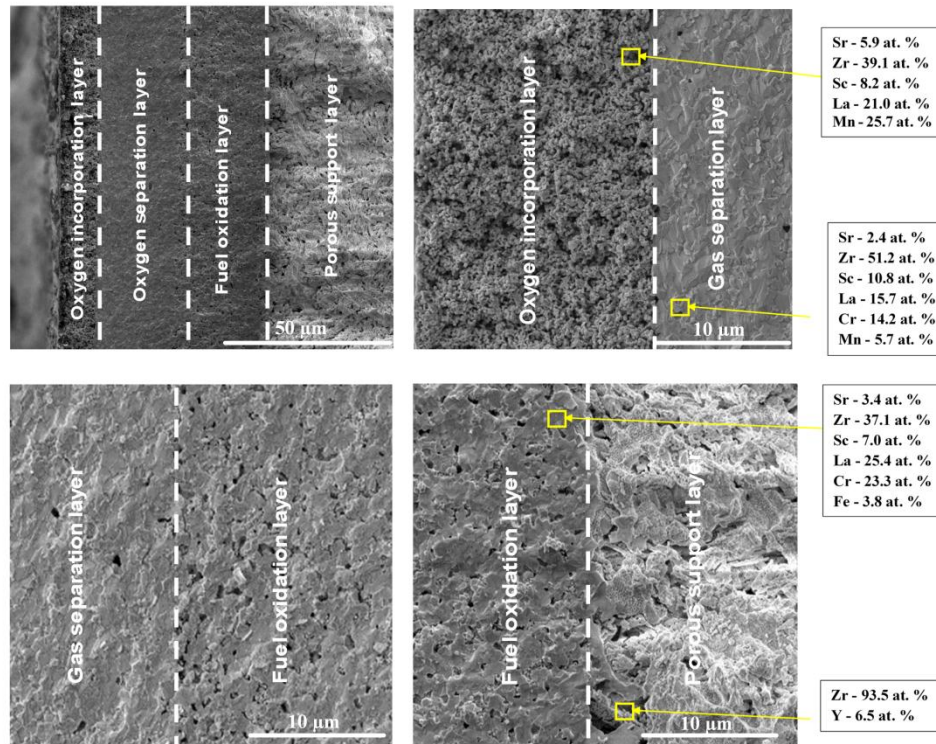 Oxygen incorporation layer
Oxygen separation layer
Fuel oxidation layer
Porous support layer
50 µm
Oxygen incorporation layer
Gas separation layer
10 µm
Sr - 5.9 at. %
Zr - 39.1 at. %
Sc - 8.2 at. %
La - 21.0 at. %
Mn - 25.7 at. %
Sr - 2.4 at. %
Zr - 51.2 at. %
Sc - 10.8 at. %
La - 15.7 at. %
Cr - 14.2 at. %
Mn - 5.7 at. %
Gas separation layer
Fuel oxidation layer
10 µm
Fuel oxidation layer
Porous support layer
10 µm
Sr - 3.4 at. %
Zr - 37.1 at. %
Sc - 7.0 at. %
La - 25.4 at. %
Cr - 23.3 at. %
Fe - 3.8 at. %
Zr - 93.5 at. %
Y - 6.5 at. %